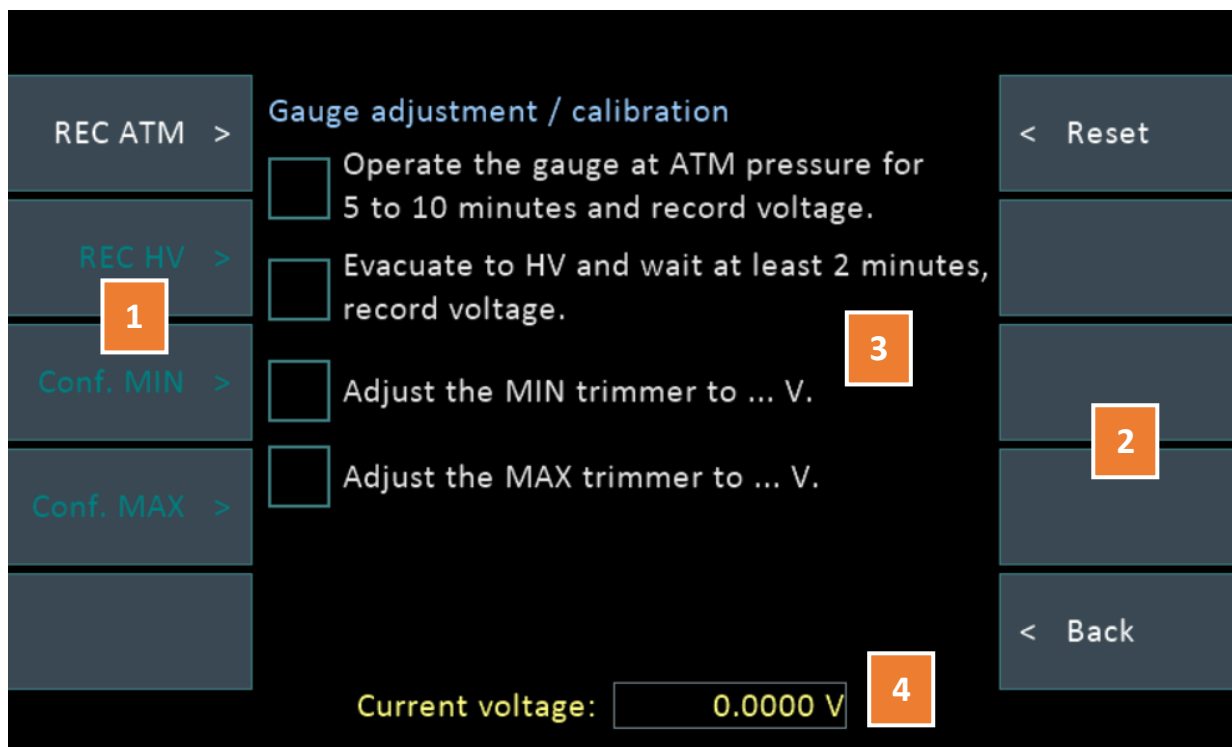 REC ATM >
REC HV >
1
Conf. MIN >
Conf. MAX >
Gauge adjustment / calibration
Operate the gauge at ATM pressure for
5 to 10 minutes and record voltage.
Evacuate to HV and wait at least 2 minutes,
record voltage.
3
Adjust the MIN trimmer to ... V.
Adjust the MAX trimmer to ... V.
Current voltage: 0.0000 V
4
< Reset
2
< Back